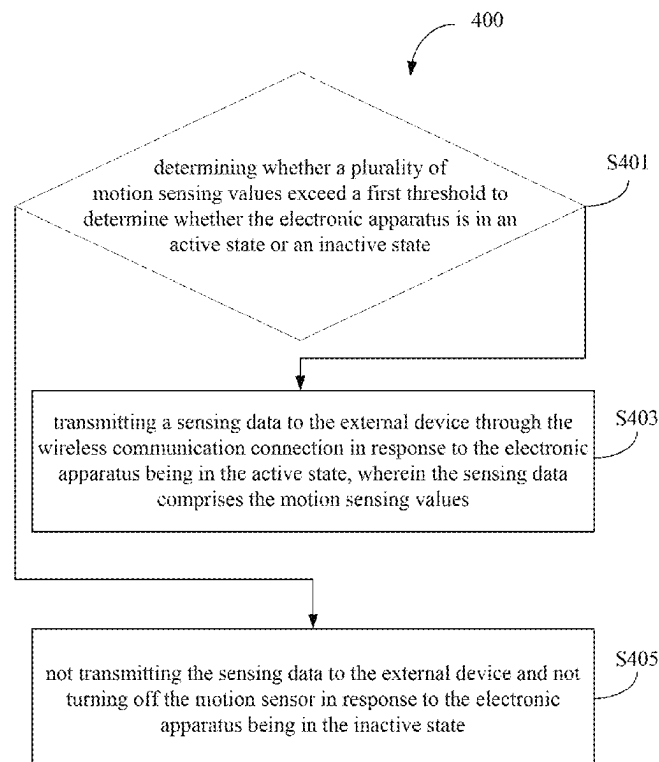 400
determining whether a plurality of
motion sensing values exceed a first threshold to
determine whether the electronic apparatus is in an
active state or an inactive state
S401
transmitting a sensing data to the external device through the
wireless communication connection in response to the electronic
apparatus being in the active state, wherein the sensing data
comprises the motion sensing values
S403
not transmitting the sensing data to the external device and not
turning off the motion sensor in response to the electronic
apparatus being in the inactive state
S405